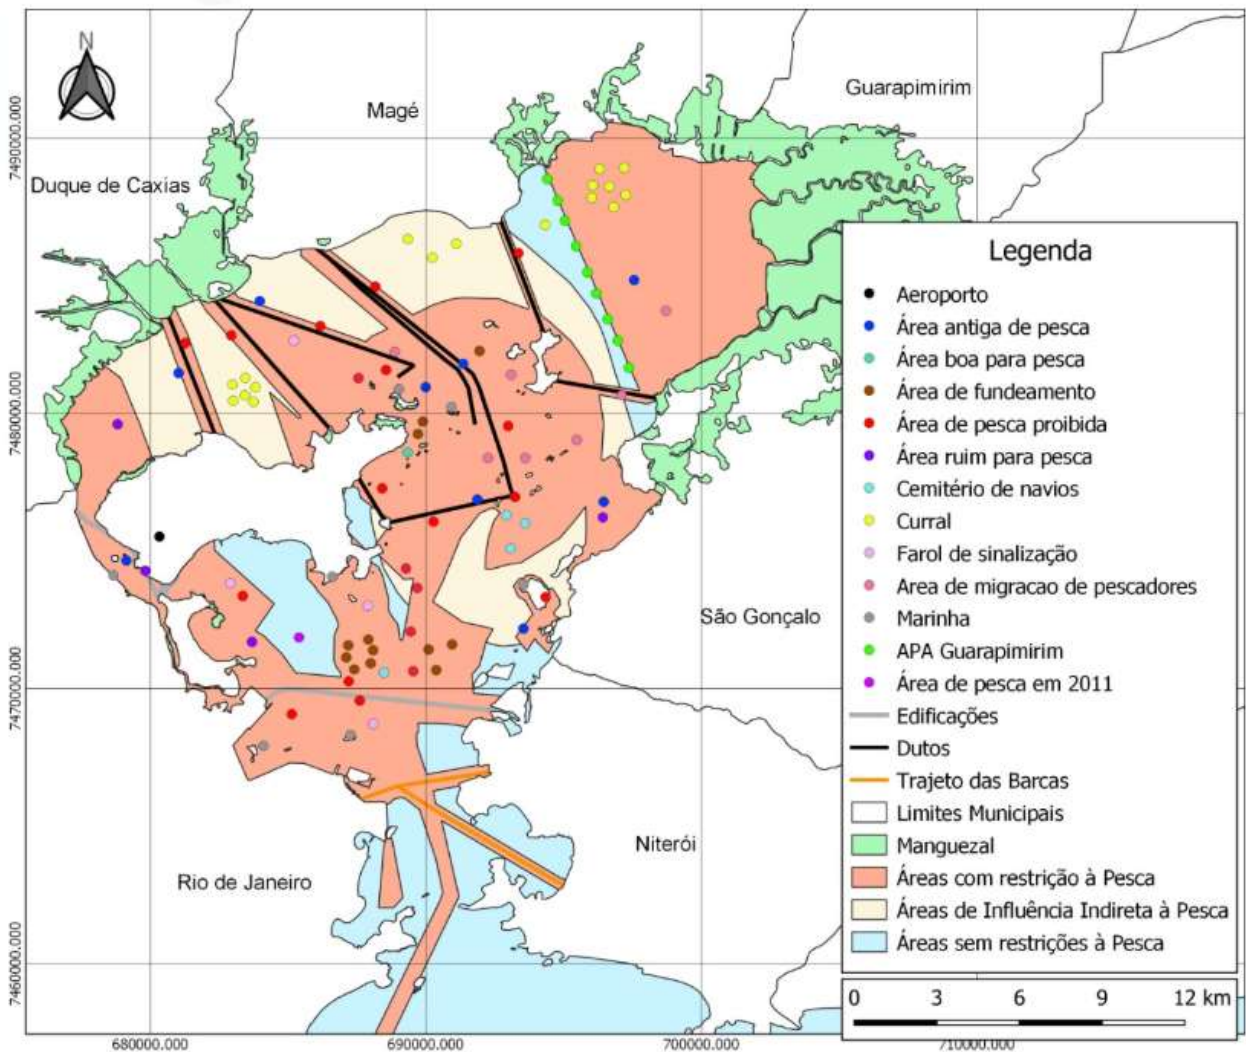 N
Magé
Guarapimirim
Duque de Caxias
São Gonçalo
Niterói
Rio de Janeiro
7490000.000
7480000.000
7470000.000
7460000.000
680000.000
690000.000
700000.000
710000.000
Legenda
Aeroporto
Área antiga de pesca
Área boa para pesca
Área de fundeamento
Área de pesca proibida
Área ruim para pesca
Cemitério de navios
Curral
Farol de sinalização
Area de migracao de pescadores
Marinha
APA Guarapimirim
Área de pesca em 2011
Edificações
Dutos
Trajeto das Barcas
Limites Municipais
Manguezal
Áreas com restrição à Pesca
Áreas de Influência Indireta à Pesca
Áreas sem restrições à Pesca
0 3 6 9 12 km